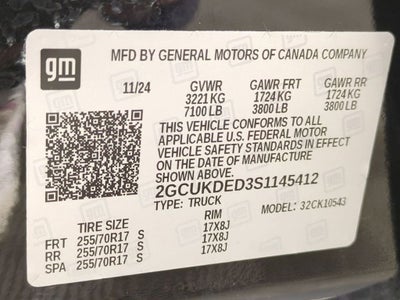 gm
MFD BY GENERAL MOTORS OF CANADA COMPANY
11/24 GVWR GAWR FRT GAWR RR
3221 KG 1724 KG 1724 KG
7100 LB 3800 LB 3800 LB
THIS VEHICLE CONFORMS TO ALL
APPLICABLE U.S. FEDERAL MOTOR
VEHICLE SAFETY STANDARDS IN EFFECT
ON THE DATE OF MANUFACTURE
SHOWN ABOVE.
2GCUKDED3S1145412
TYPE: TRUCK
MODEL: 32CK10543
TIRE SIZE RIM
FRT 255/70R17 S 17X8J
RR 255/70R17 S 17X8J
SPA 255/70R17 S 17X8J